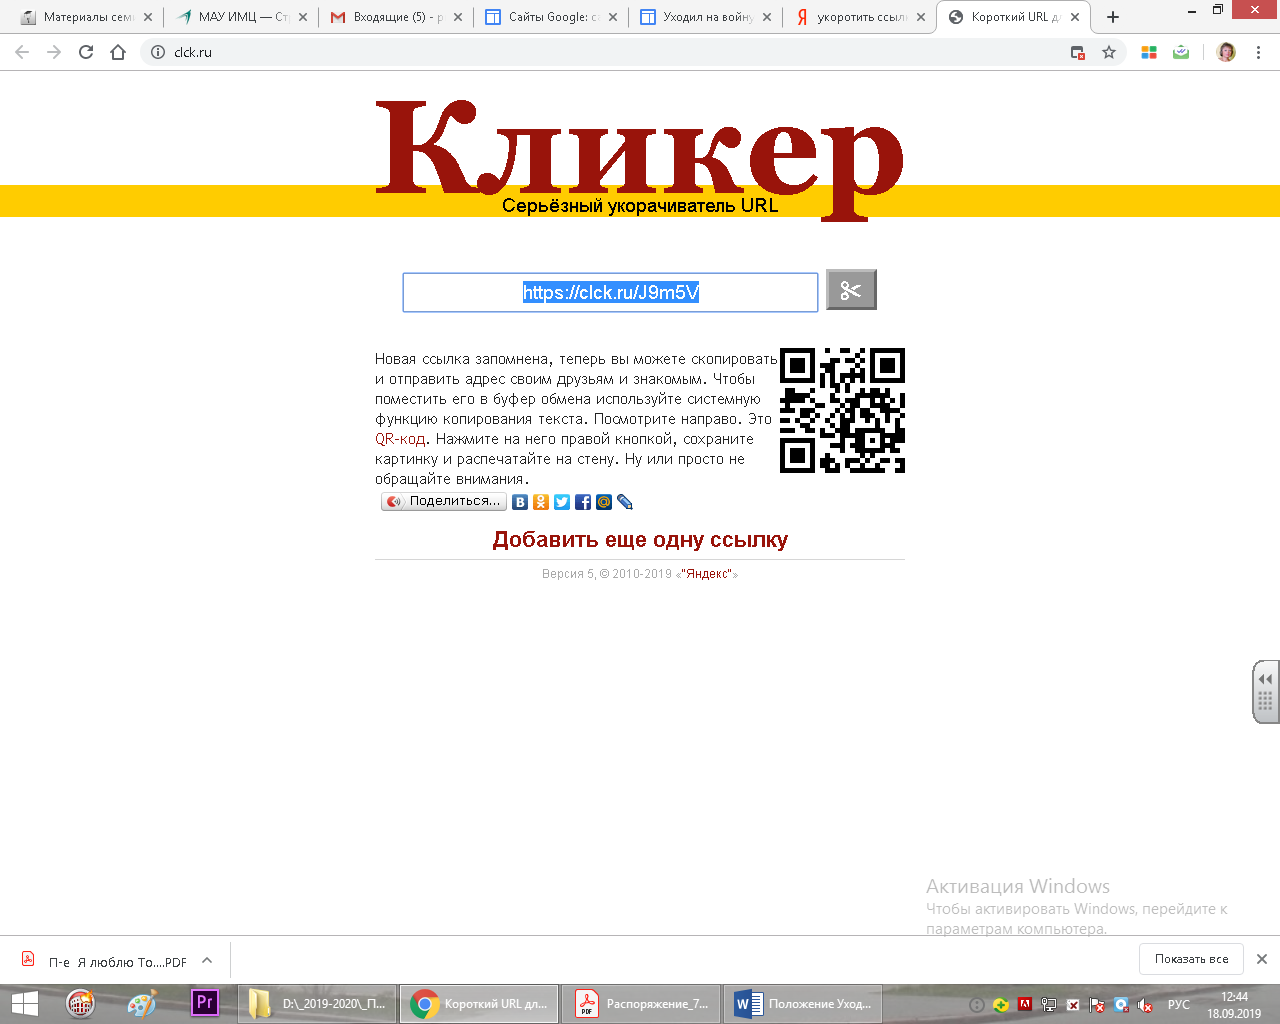 Материалы сем
МАУ ИМЦ — Ст
Входящие (5) - р
Сайты Google: с
Уходил на войну
укоротить ссыл
Короткий URL дл
clck.ru
Кликер
Серьёзный укорачиватель URL
https://clck.ru/J9m5V
Новая ссылка запомнена, теперь вы можете скопировать
и отправить адрес своим друзьям и знакомым. Чтобы
поместить его в буфер обмена используйте системную
функцию копирования текста. Посмотрите направо. Это
QR-код. Нажмите на него правой кнопкой, сохраните
картинку и распечатайте на стену. Ну или просто не
обращайте внимания.
Поделиться...
Добавить еще одну ссылку
Версия 5, © 2010-2019 «"Яндекс"»
Активация Windows
Чтобы активировать Windows, перейдите к
параметрам компьютера.
П-е Я люблю То....PDF
Показать все
Pr
D:\_2019-2020\_П...
Короткий URL дл...
Распоряжение_7...
Положение Уход...
РУС
12:44
18.09.2019